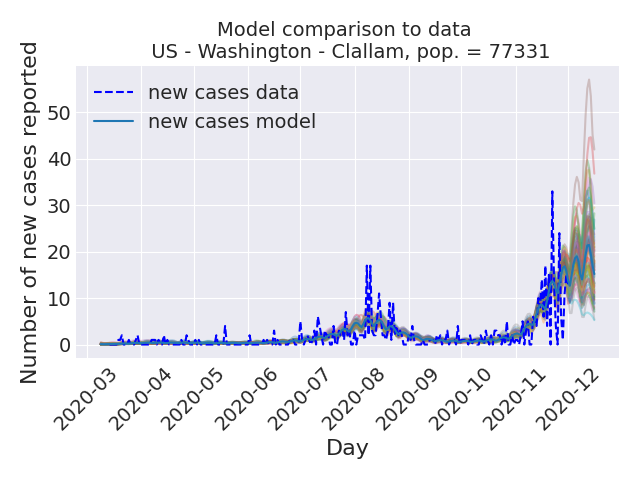 Model comparison to data
US - Washington - Clallam, pop. = 77331
new cases data
new cases model
Number of new cases reported
50
40
30
20
10
0
2020-03
2020-04
2020-05
2020-06
2020-07
2020-08
2020-09
2020-10
2020-11
2020-12
Day